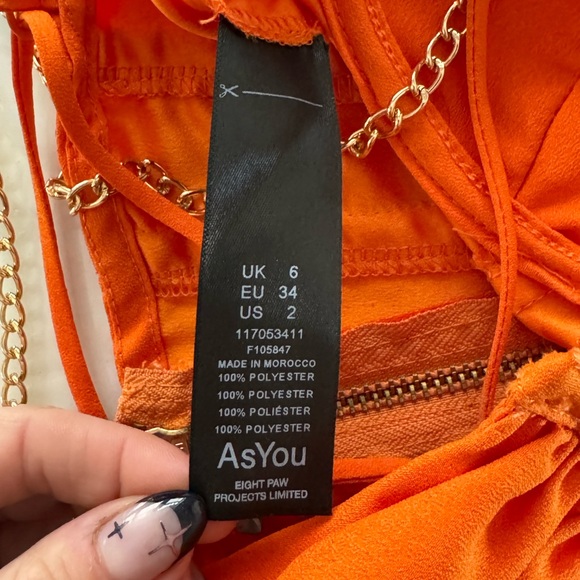 UK 6
EU 34
US 2
117053411
F105847
MADE IN MOROCCO
100% POLYESTER
100% POLYESTER
100% POLIÉSTER
100% POLYESTER
AsYou
EIGHT PAW
PROJECTS LIMITED